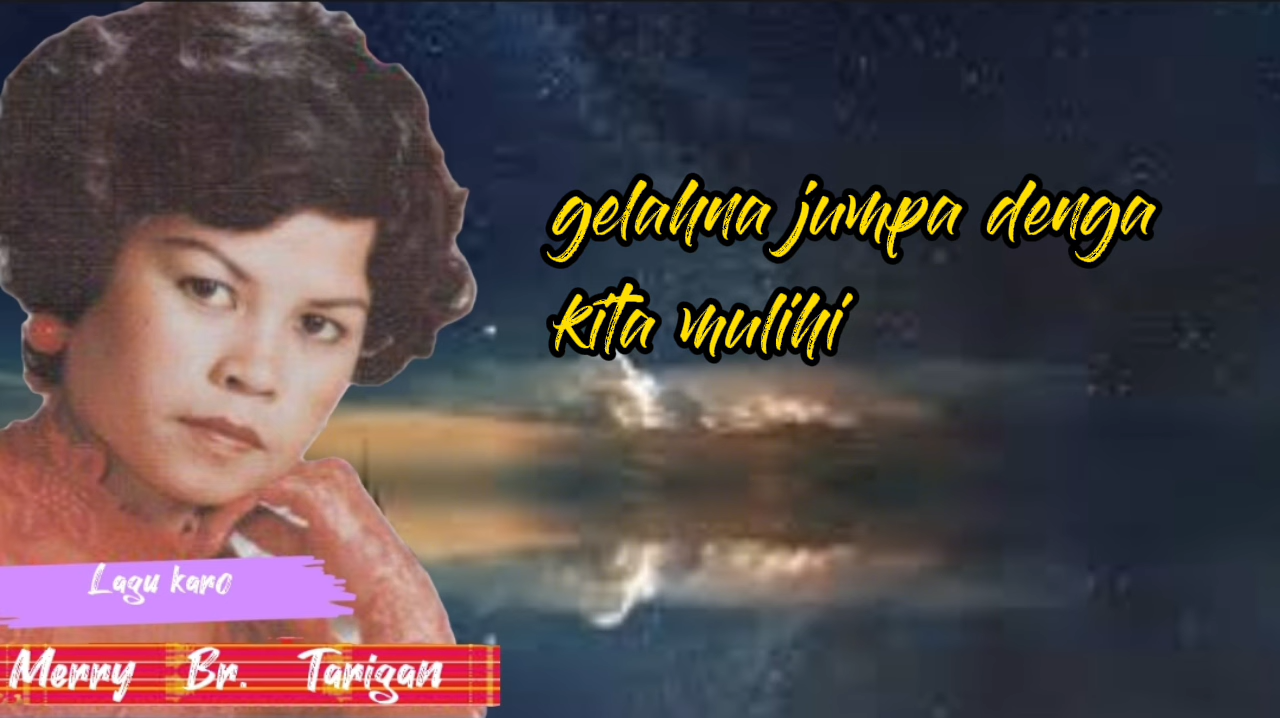 gelahna jumpa denga
kita mulihi
Lagu karo
Merry Br. Tarigan